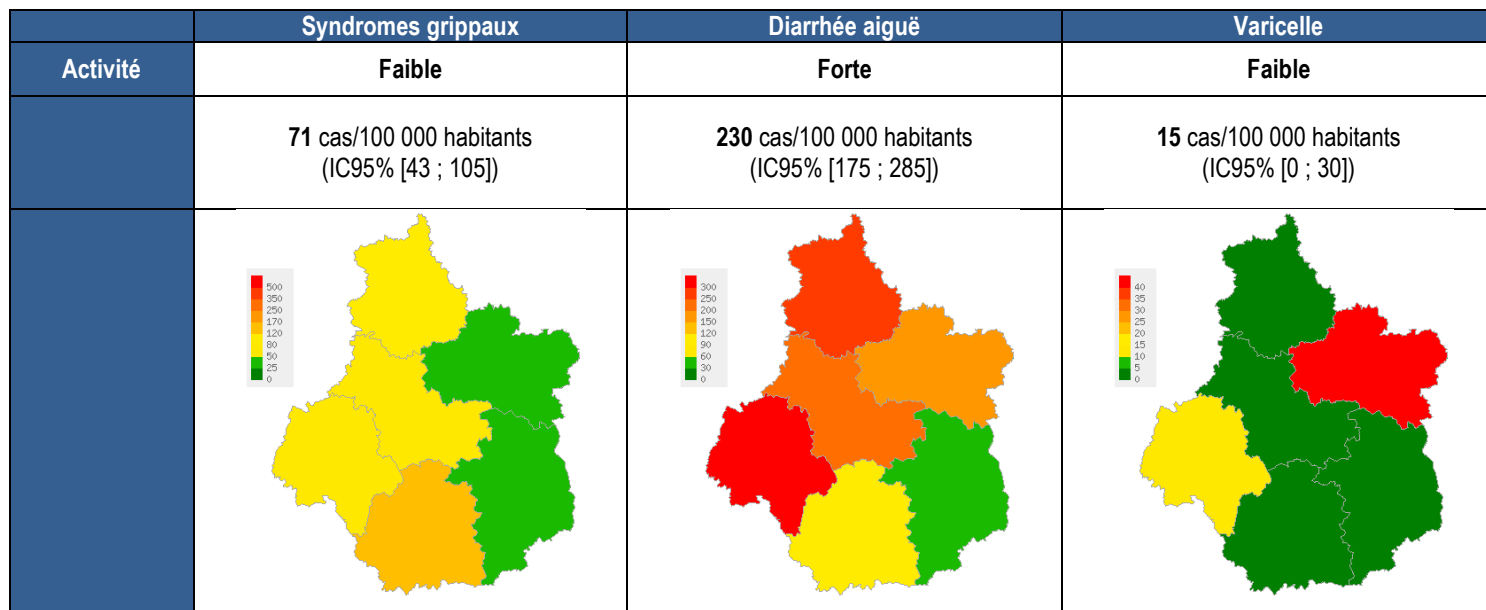 Syndromes grippaux
Diarrhée aiguë
Varicelle
Activité
Faible
Forte
Faible
71 cas/100 000 habitants
(IC95% [43 ; 105])
230 cas/100 000 habitants
(IC95% [175 ; 285])
15 cas/100 000 habitants
(IC95% [0 ; 30])
500
350
250
170
120
80
50
25
0
300
250
200
150
120
90
60
30
0
40
35
30
25
20
15
10
5
0